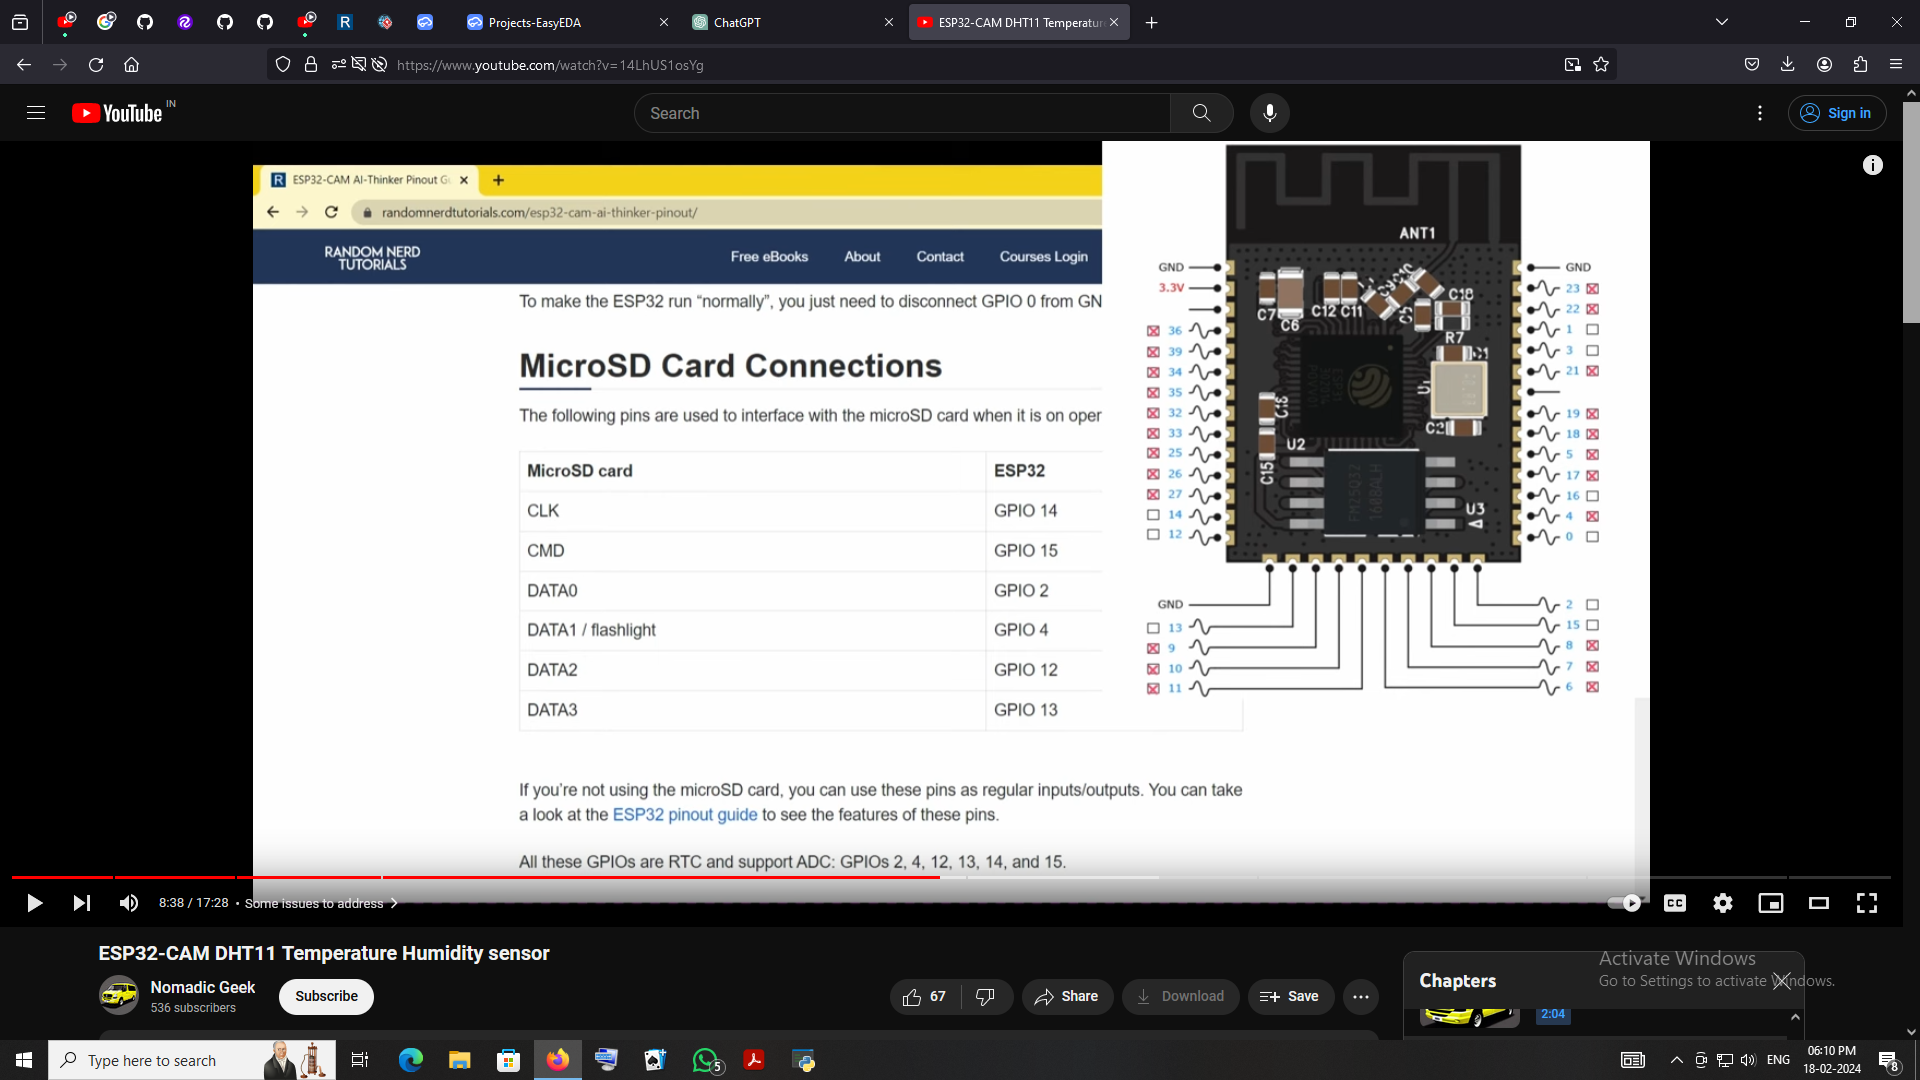 Projects-EasyEDA
ChatGPT
ESP32-CAM DHT11 Temperature
https://www.youtube.com/watch?v=14LhUS1osYg
YouTube IN
Search
Sign in
ESP32-CAM AI-Thinker Pinout G
randomnerdtutorials.com/esp32-cam-ai-thinker-pinout/
RANDOM NERD
TUTORIALS
Free eBooks
About
Contact
Courses Login
To make the ESP32 run “normally”, you just need to disconnect GPIO 0 from GN
MicroSD Card Connections
The following pins are used to interface with the microSD card when it is on oper
MicroSD card ESP32
CLK GPIO 14
CMD GPIO 15
DATA0 GPIO 2
DATA1 / flashlight GPIO 4
DATA2 GPIO 12
DATA3 GPIO 13
If you’re not using the microSD card, you can use these pins as regular inputs/outputs. You can take
a look at the ESP32 pinout guide to see the features of these pins.
All these GPIOs are RTC and support ADC: GPIOs 2, 4, 12, 13, 14, and 15.
ANT1
GND
3.3V
36
39
34
35
32
33
25
26
27
14
12
GND
13
9
10
11
C7
C6
C12 C11
C18
R7
C2
U2
C15
U3
GND
23
22
1
3
21
19
18
5
17
16
4
0
2
15
8
7
6
8:38 / 17:28 • Some issues to address
CC
ESP32-CAM DHT11 Temperature Humidity sensor
Nomadic Geek
536 subscribers
Subscribe
67
Share
Download
Save
Chapters
2:04
Activate Windows
Go to Settings to activate Windows.
Type here to search
5
ENG
06:10 PM
18-02-2024
8